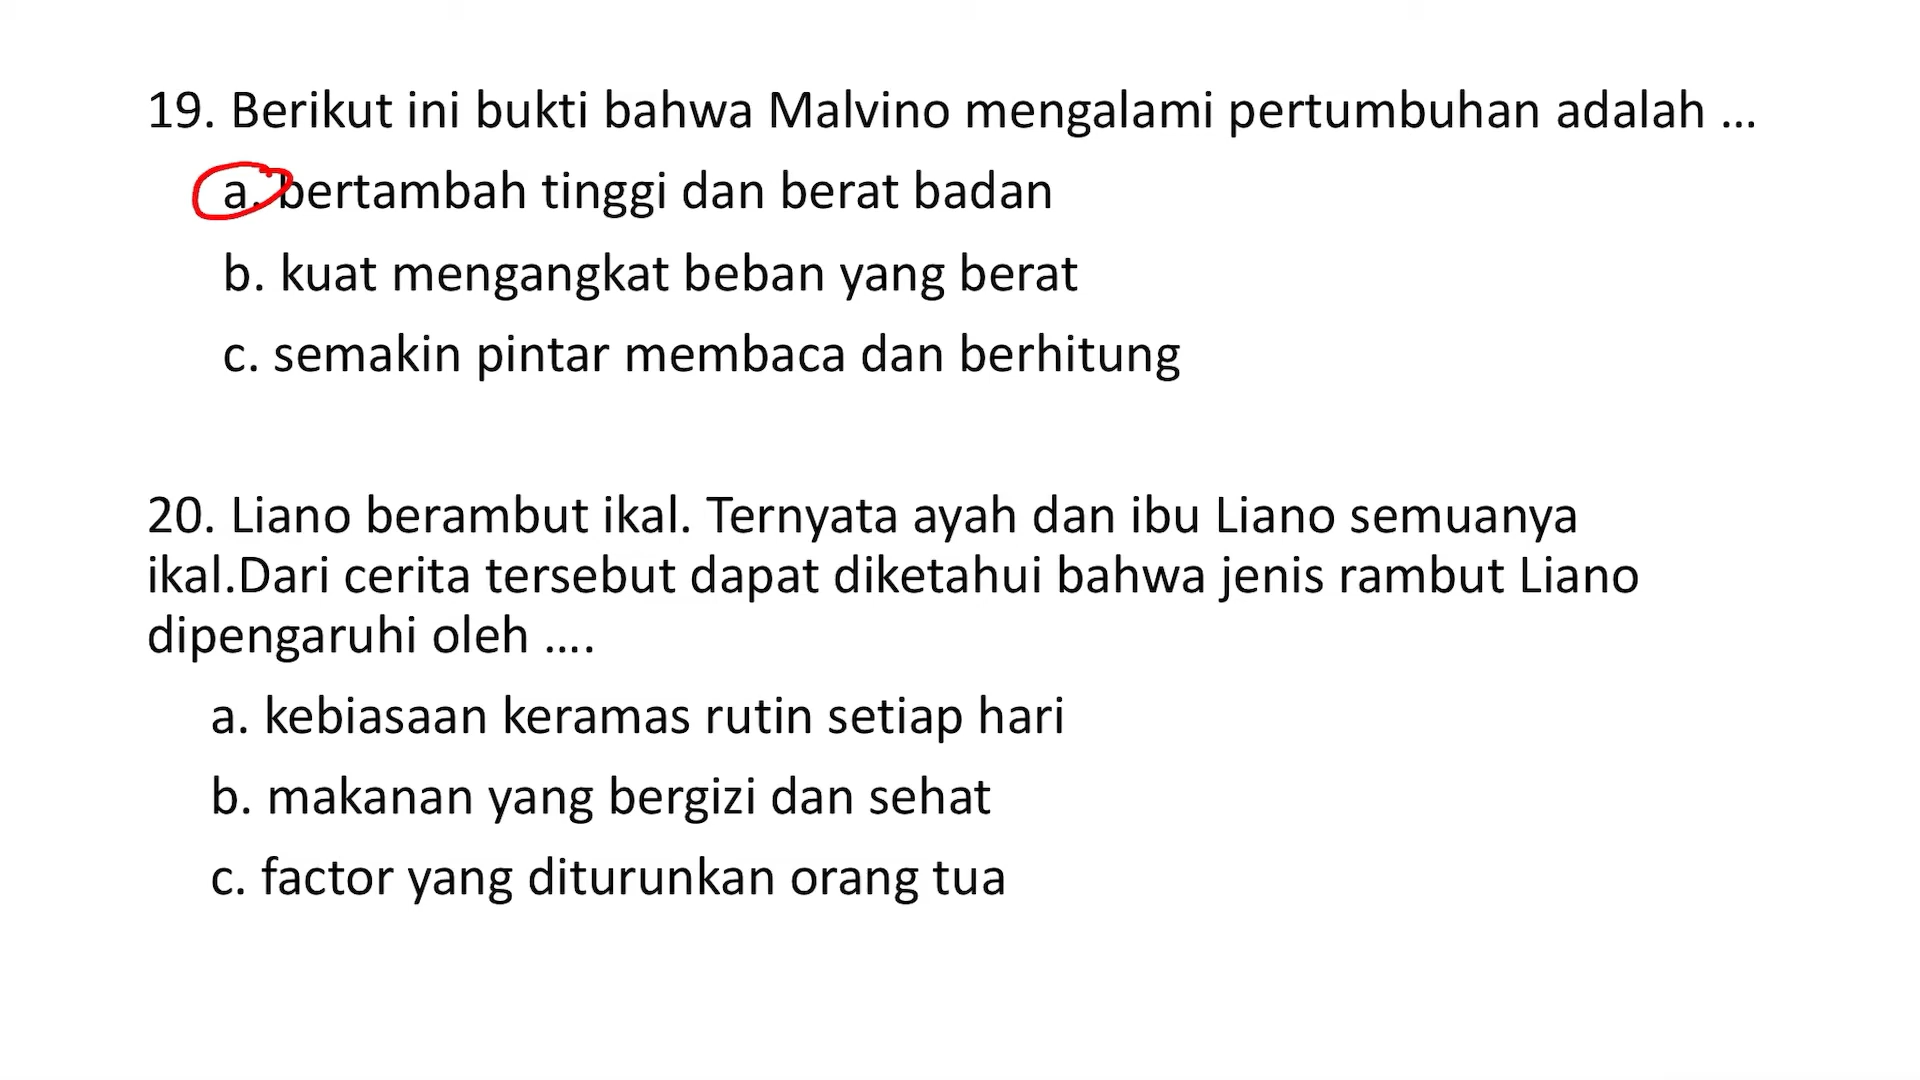 19. Berikut ini bukti bahwa Malvino mengalami pertumbuhan adalah ...
a. bertambah tinggi dan berat badan
b. kuat mengangkat beban yang berat
c. semakin pintar membaca dan berhitung
20. Liano berambut ikal. Ternyata ayah dan ibu Liano semuanya
ikal.Dari cerita tersebut dapat diketahui bahwa jenis rambut Liano
dipengaruhi oleh ....
a. kebiasaan keramas rutin setiap hari
b. makanan yang bergizi dan sehat
c. factor yang diturunkan orang tua